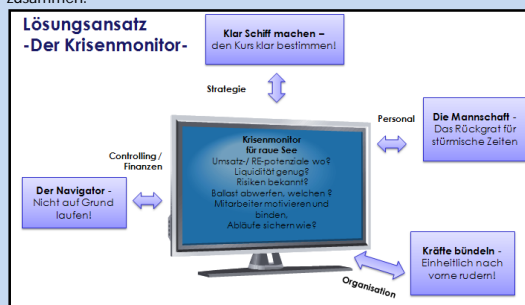 zusammen.
Lösungsansatz
-Der Krisenmonitor-
Klar Schiff machen –
den Kurs klar bestimmen!
Strategie
Personal
Die Mannschaft -
Das Rückgrat für
stürmische Zeiten
Controlling /
Finanzen
Der Navigator -
Nicht auf Grund
laufen!
Krisenmonitor
für raue See
Umsatz-/ RE-potenziale wo?
Liquidität genug?
Risiken bekannt?
Ballast abwerfen, welchen ?
Mitarbeiter motivieren und
binden,
Abläufe sichern wie?
Organisation
Kräfte bündeln -
Einheitlich nach
vorne rudern!